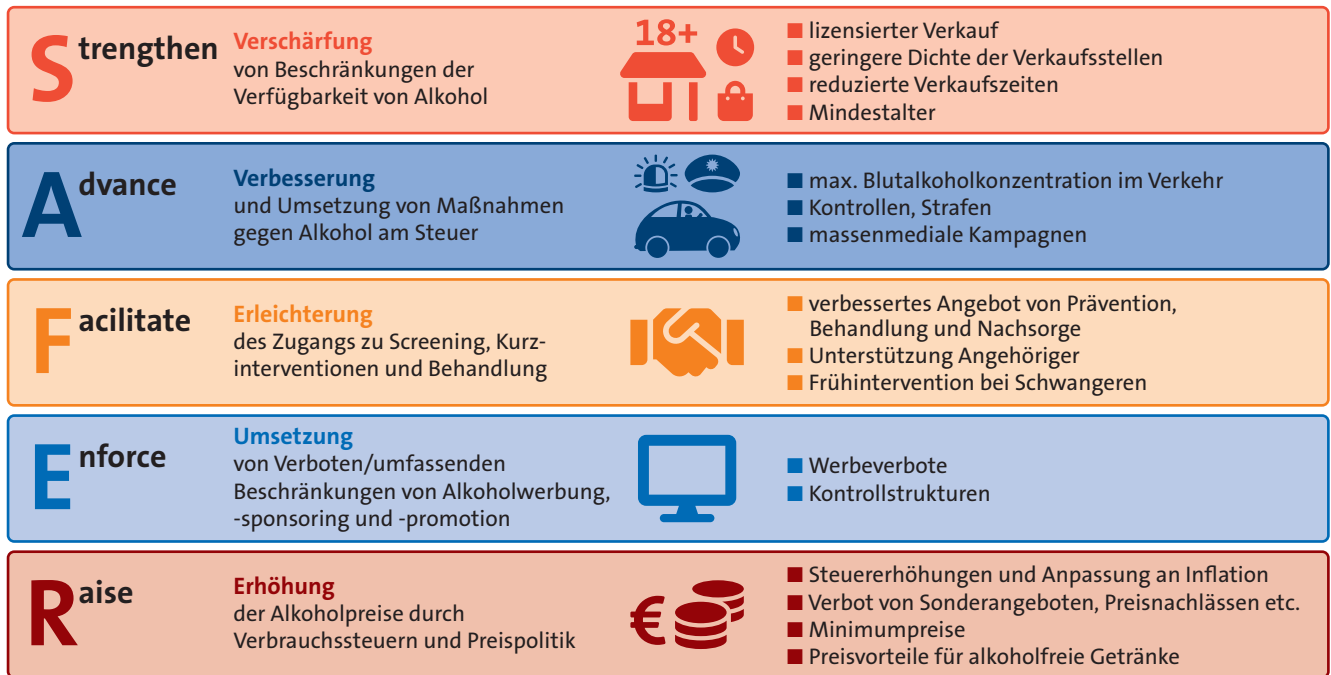 Strengthen
Verschärfung
von Beschränkungen der
Verfügbarkeit von Alkohol
18+
■ lizensierter Verkauf
■ geringere Dichte der Verkaufsstellen
■ reduzierte Verkaufszeiten
■ Mindestalter
Advance
Verbesserung
und Umsetzung von Maßnahmen
gegen Alkohol am Steuer
■ max. Blutalkoholkonzentration im Verkehr
■ Kontrollen, Strafen
■ massenmediale Kampagnen
Facilitate
Erleichterung
des Zugangs zu Screening, Kurz-
interventionen und Behandlung
■ verbessertes Angebot von Prävention,
Behandlung und Nachsorge
■ Unterstützung Angehöriger
■ Frühintervention bei Schwangeren
Enforce
Umsetzung
von Verboten/umfassenden
Beschränkungen von Alkoholwerbung,
-sponsoring und -promotion
■ Werbeverbote
■ Kontrollstrukturen
Raise
Erhöhung
der Alkoholpreise durch
Verbrauchssteuern und Preispolitik
€
■ Steuererhöhungen und Anpassung an Inflation
■ Verbot von Sonderangeboten, Preisnachlässen etc.
■ Minimumpreise
■ Preisvorteile für alkoholfreie Getränke